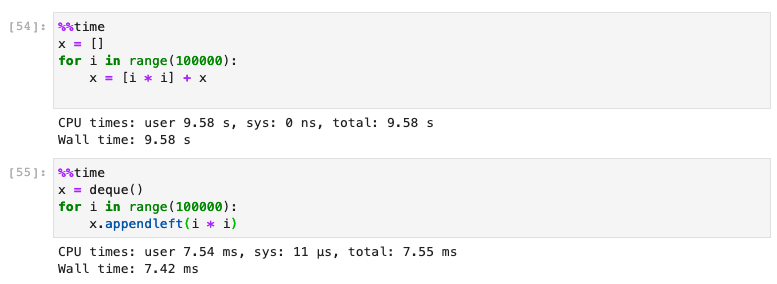 [54]: %%time
x = []
for i in range(100000):
    x = [i * i] + x
CPU times: user 9.58 s, sys: 0 ns, total: 9.58 s
Wall time: 9.58 s
[55]: %%time
x = deque()
for i in range(100000):
    x.appendleft(i * i)
CPU times: user 7.54 ms, sys: 11 µs, total: 7.55 ms
Wall time: 7.42 ms